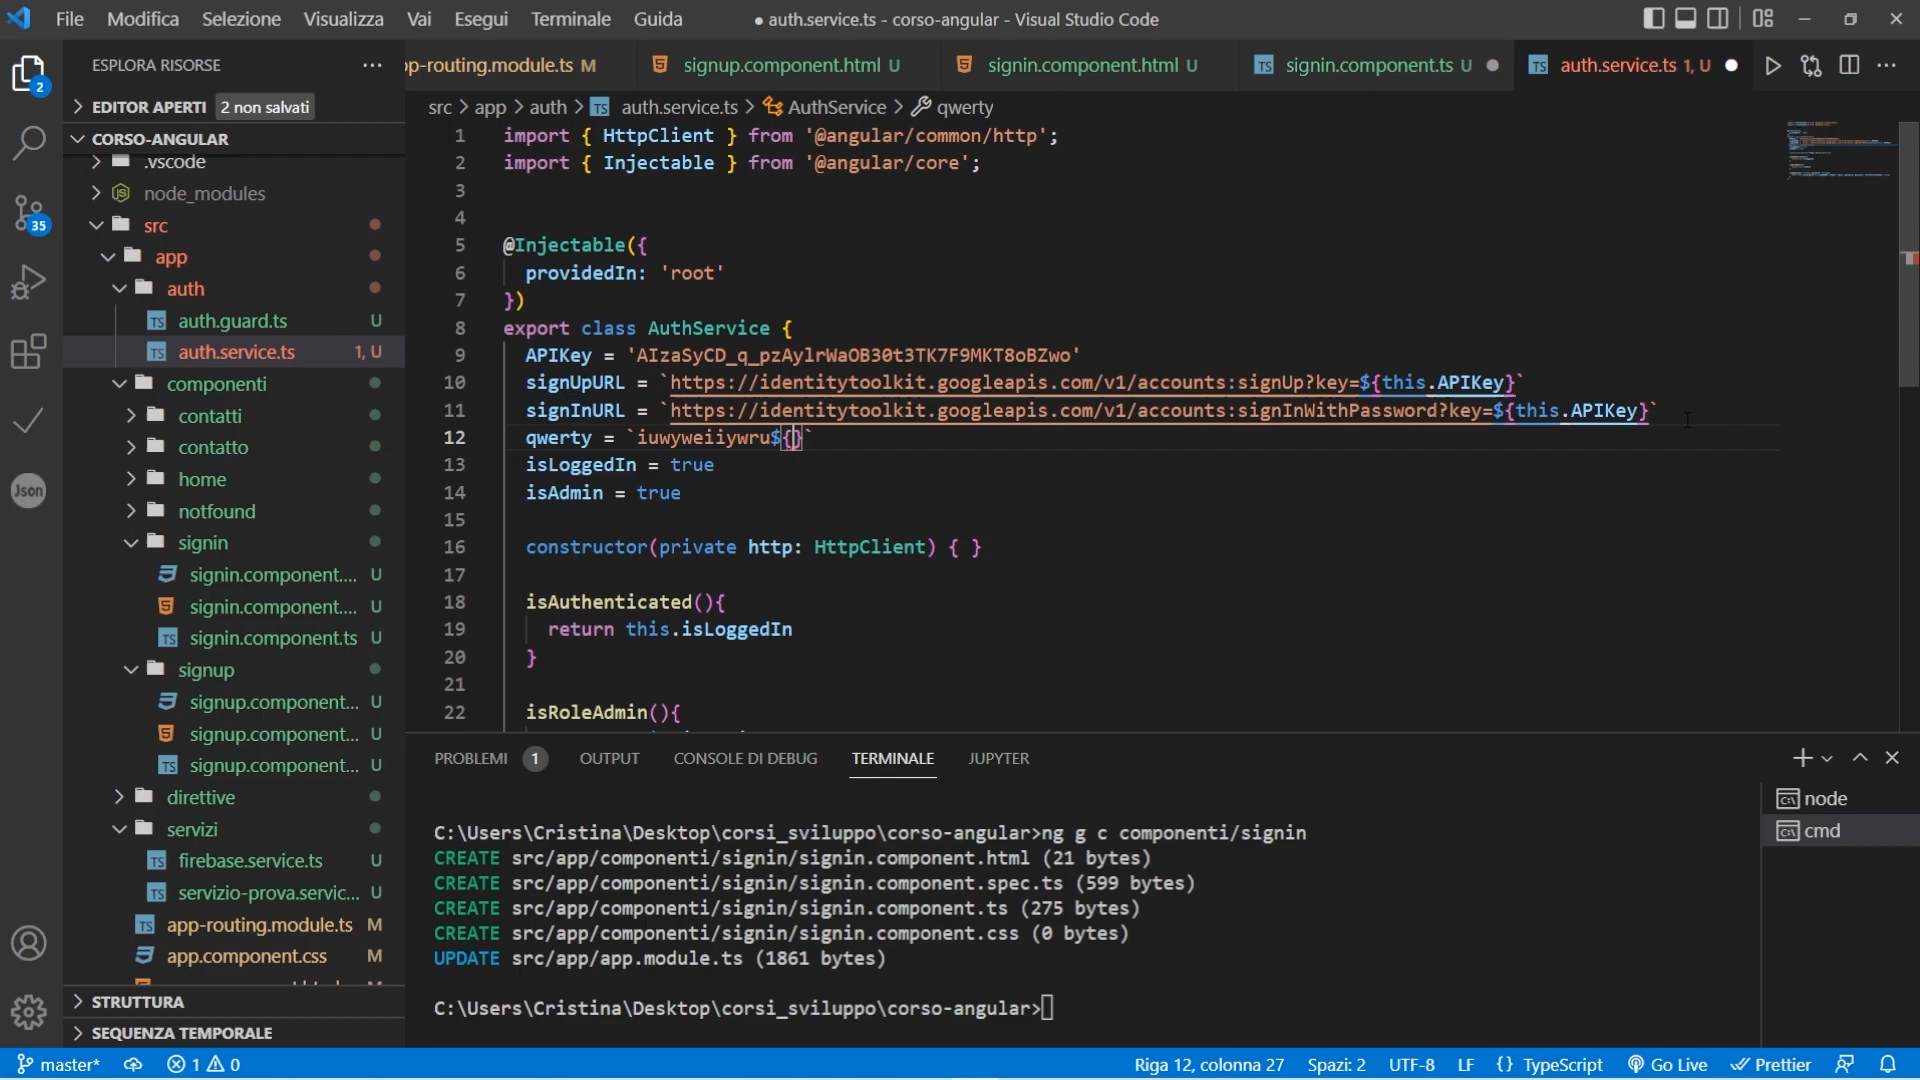 File Modifica Selezione Visualizza Vai Esegui Terminale Guida ● auth.service.ts - corso-angular - Visual Studio Code
ESPLORA RISORSE
EDITOR APERTI 2 non salvati
CORSO-ANGULAR
.vscode
node_modules
src
app
auth
auth.guard.ts U
auth.service.ts 1, U
componenti
contatti
contatto
home
notfound
signin
signin.component.... U
signin.component.... U
signin.component.ts U
signup
signup.component... U
signup.component... U
signup.component... U
direttive
servizi
firebase.service.ts U
servizio-prova.servic... U
app-routing.module.ts M
app.component.css M
STRUTTURA
SEQUENZA TEMPORALE
2
35
Json
pp-routing.module.ts M signup.component.html U signin.component.html U signin.component.ts U auth.service.ts 1, U
src > app > auth > TS auth.service.ts > AuthService > qwerty
1 import { HttpClient } from '@angular/common/http';
2 import { Injectable } from '@angular/core';
3
4
5 @Injectable({
6 providedIn: 'root'
7 })
8 export class AuthService {
9 APIKey = 'AIzaSyCD_q_pzAylrWaOB30t3TK7F9MKT8oBZwo'
10 signUpURL = `https://identitytoolkit.googleapis.com/v1/accounts:signUp?key=${this.APIKey}`
11 signInURL = `https://identitytoolkit.googleapis.com/v1/accounts:signInWithPassword?key=${this.APIKey}`
12 qwerty = `iuwyweiiywru${}`
13 isLoggedIn = true
14 isAdmin = true
15
16 constructor(private http: HttpClient) { }
17
18 isAuthenticated(){
19 return this.isLoggedIn
20 }
21
22 isRoleAdmin(){
PROBLEMI 1 OUTPUT CONSOLE DI DEBUG TERMINALE JUPYTER
C:\Users\Cristina\Desktop\corsi_sviluppo\corso-angular>ng g c componenti/signin
CREATE src/app/componenti/signin/signin.component.html (21 bytes)
CREATE src/app/componenti/signin/signin.component.spec.ts (599 bytes)
CREATE src/app/componenti/signin/signin.component.ts (275 bytes)
CREATE src/app/componenti/signin/signin.component.css (0 bytes)
UPDATE src/app/app.module.ts (1861 bytes)
C:\Users\Cristina\Desktop\corsi_sviluppo\corso-angular>
node
cmd
master* 1 0 Riga 12, colonna 27 Spazi: 2 UTF-8 LF {} TypeScript Go Live Prettier